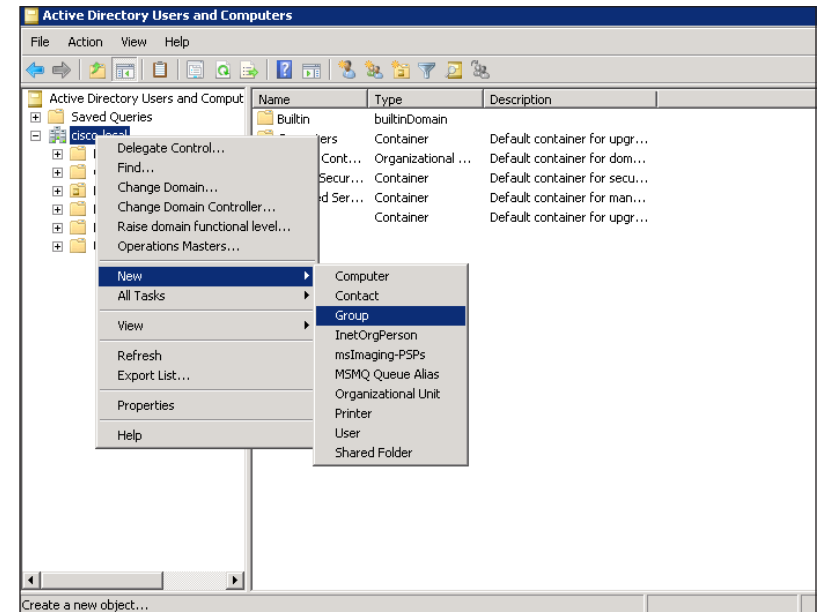 Active Directory Users and Computers
File Action View Help
Active Directory Users and Comput
Saved Queries
cisco.local
Name Type Description
Builtin builtinDomain
ers Container Default container for upgr...
Cont... Organizational ... Default container for dom...
Secur... Container Default container for secu...
d Ser... Container Default container for man...
Container Default container for upgr...
Delegate Control...
Find...
Change Domain...
Change Domain Controller...
Raise domain functional level...
Operations Masters...
New
All Tasks
View
Refresh
Export List...
Properties
Help
Computer
Contact
Group
InetOrgPerson
msImaging-PSPs
MSMQ Queue Alias
Organizational Unit
Printer
User
Shared Folder
Create a new object...